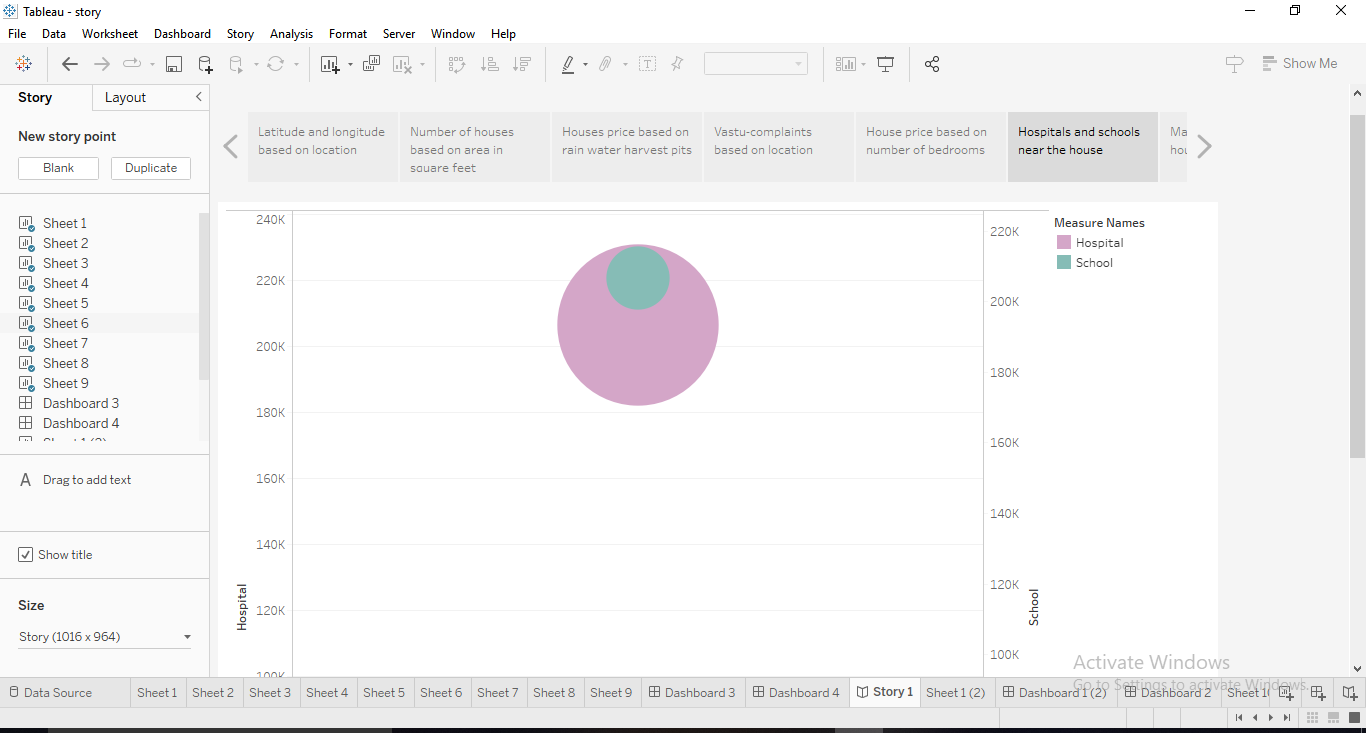 Tableau - story
File Data Worksheet Dashboard Story Analysis Format Server Window Help
Show Me
Story Layout
New story point
Blank Duplicate
Sheet 1
Sheet 2
Sheet 3
Sheet 4
Sheet 5
Sheet 6
Sheet 7
Sheet 8
Sheet 9
Dashboard 3
Dashboard 4
A Drag to add text
Show title
Size
Story (1016 x 964)
Latitude and longitude
based on location
Number of houses
based on area in
square feet
Houses price based on
rain water harvest pits
Vastu-complaints
based on location
House price based on
number of bedrooms
Hospitals and schools
near the house
Ma
hou
240K
220K
200K
180K
160K
140K
120K
100K
Hospital
220K
200K
180K
160K
140K
120K
100K
School
Measure Names
Hospital
School
Activate Windows
Go to Settings to activate Windows.
Data Source Sheet 1 Sheet 2 Sheet 3 Sheet 4 Sheet 5 Sheet 6 Sheet 7 Sheet 8 Sheet 9 Dashboard 3 Dashboard 4 Story 1 Sheet 1 (2) Dashboard 1 (2) Dashboard 2 Sheet 1